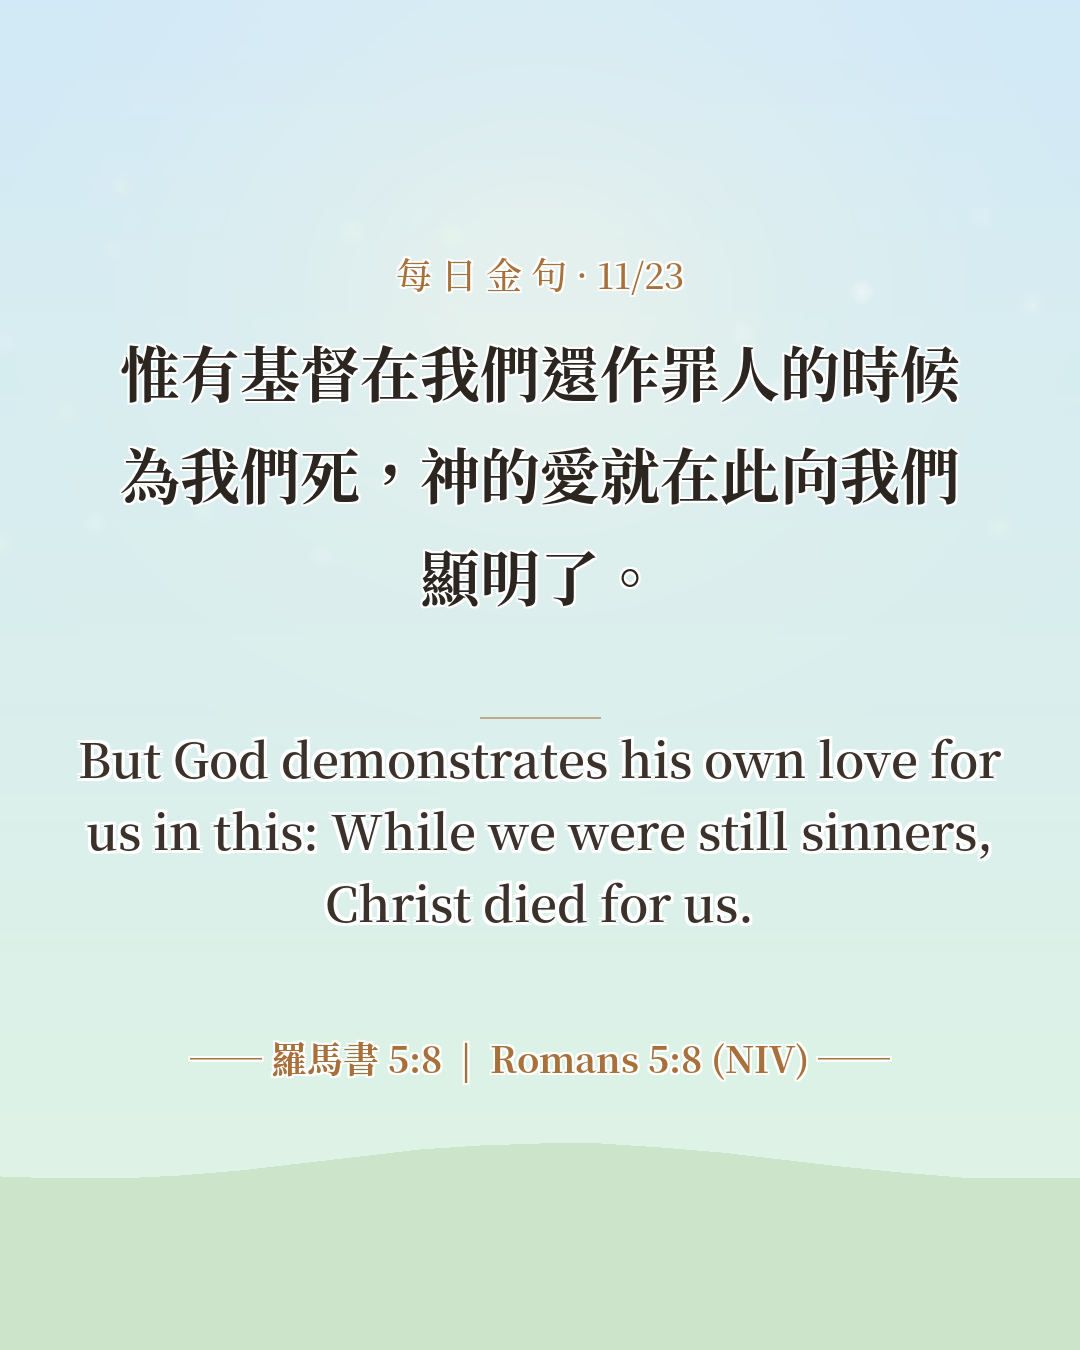 每日金句 · 11/23
惟有基督在我們還作罪人的時候
為我們死，神的愛就在此向我們
顯明了。
But God demonstrates his own love for
us in this: While we were still sinners,
Christ died for us.
—— 羅馬書 5:8 | Romans 5:8 (NIV) ——